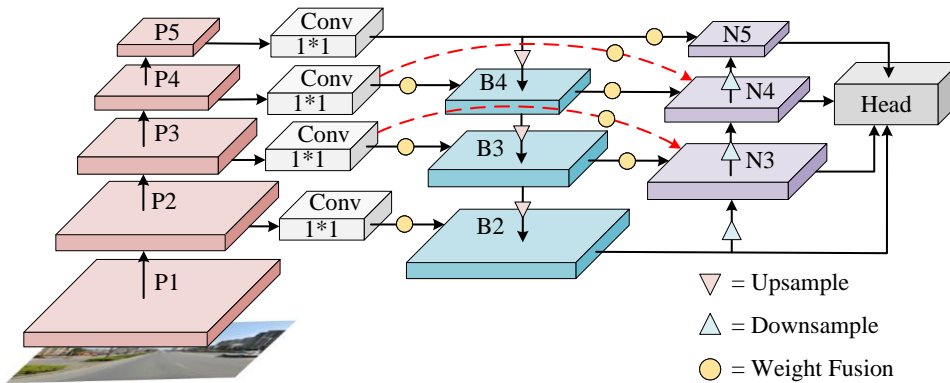 P5
Conv
1*1
N5
P4
Conv
1*1
B4
N4
Head
P3
Conv
1*1
B3
N3
P2
Conv
1*1
B2
P1
= Upsample
= Downsample
= Weight Fusion